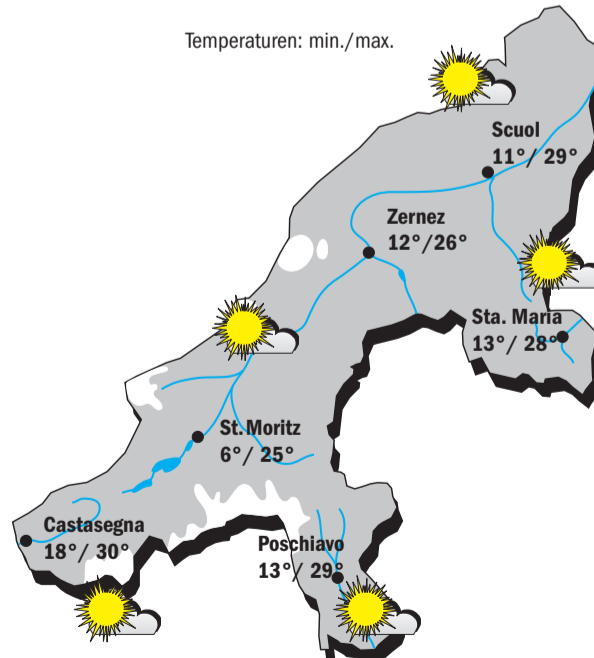 Temperaturen: min./max.
Scuol
11°/ 29°
Zernez
12°/26°
Sta. Maria
13°/ 28°
St. Moritz
6°/ 25°
Castasegna
18°/ 30°
Poschiavo
13°/ 29°